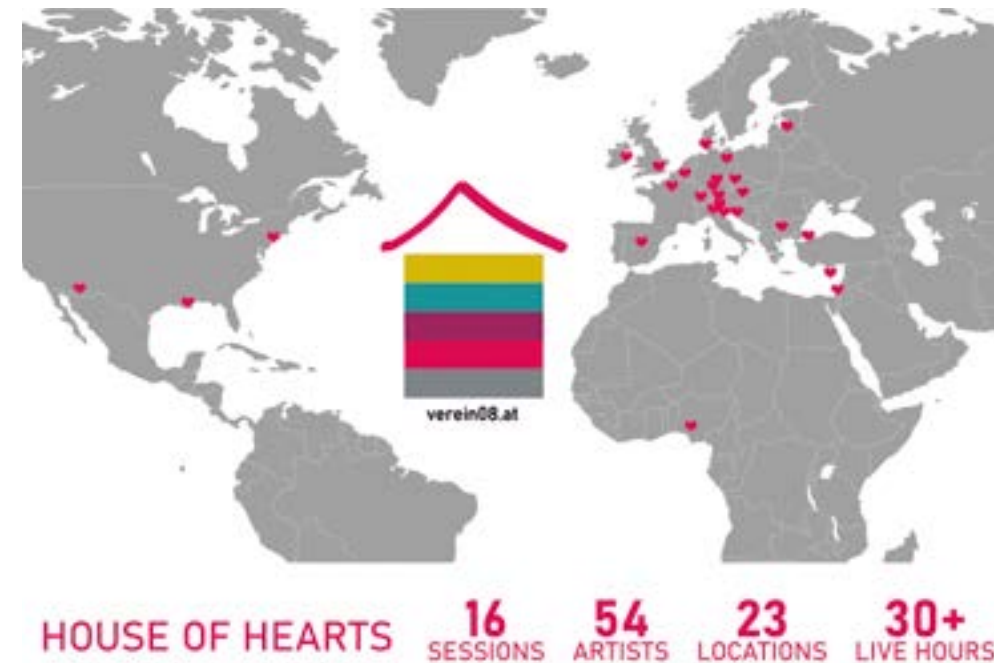 verein08.at
HOUSE OF HEARTS
16
SESSIONS
54
ARTISTS
23
LOCATIONS
30+
LIVE HOURS